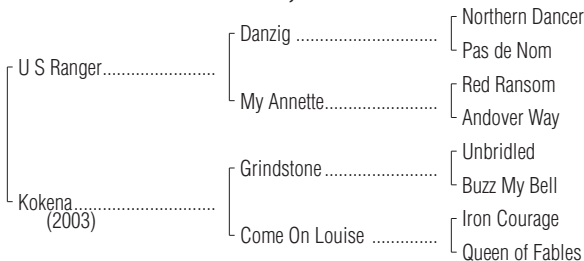 Northern Dancer
Danzig ....................................
Pas de Nom
U S Ranger.............................
Red Ransom
My Annette.............................
Andover Way
Unbridled
Grindstone .............................
Buzz My Bell
Kokena....................................
(2003)
Iron Courage
Come On Louise .................
Queen of Fables